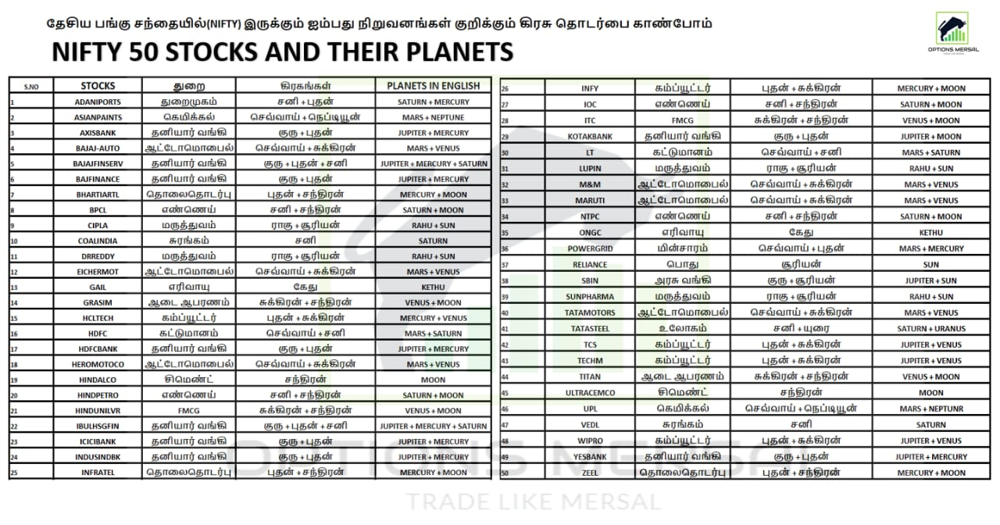 தேசிய பங்கு சந்தையில்(NIFTY) இருக்கும் ஐம்பது நிறுவனங்கள் குறிக்கும் கிரசு தொடர்பை காண்போம்
NIFTY 50 STOCKS AND THEIR PLANETS
OPTIONS MERSAL
TRADE LIKE MERSAL
S.NO STOCKS துறை கிரகங்கள் PLANETS IN ENGLISH
1 ADANIPORTS துறைமுகம் சனி + புதன் SATURN + MERCURY
2 ASIANPAINTS கெமிக்கல் செவ்வாய் + நெப்டியூன் MARS + NEPTUNE
3 AXISBANK தனியார் வங்கி குரு + புதன் JUPITER + MERCURY
4 BAJAJ-AUTO ஆட்டோமொபைல் செவ்வாய் + சுக்கிரன் MARS + VENUS
5 BAJAJFINSERV தனியார் வங்கி குரு + புதன் + சனி JUPITER + MERCURY + SATURN
6 BAJFINANCE தனியார் வங்கி குரு + புதன் JUPITER + MERCURY
7 BHARTIARTL தொலைதொடர்பு புதன் + சந்திரன் MERCURY + MOON
8 BPCL எண்ணெய் சனி + சந்திரன் SATURN + MOON
9 CIPLA மருத்துவம் ராகு + சூரியன் RAHU + SUN
10 COALINDIA சுரங்கம் சனி SATURN
11 DRREDDY மருத்துவம் ராகு + சூரியன் RAHU + SUN
12 EICHERMOT ஆட்டோமொபைல் செவ்வாய் + சுக்கிரன் MARS + VENUS
13 GAIL எரிவாயு கேது KETHU
14 GRASIM ஆடை ஆபரணம் சுக்கிரன் + சந்திரன் VENUS + MOON
15 HCLTECH கம்ப்யூட்டர் புதன் + சுக்கிரன் MERCURY + VENUS
16 HDFC கட்டுமானம் செவ்வாய் + சனி MARS + SATURN
17 HDFCBANK தனியார் வங்கி குரு + புதன் JUPITER + MERCURY
18 HEROMOTOCO ஆட்டோமொபைல் செவ்வாய் + சுக்கிரன் MARS + VENUS
19 HINDALCO சிமெண்ட் சந்திரன் MOON
20 HINDPETRO எண்ணெய் சனி + சந்திரன் SATURN + MOON
21 HINDUNILVR FMCG சுக்கிரன் + சந்திரன் VENUS + MOON
22 IBULHSGFIN தனியார் வங்கி குரு + புதன் + சனி JUPITER + MERCURY + SATURN
23 ICICIBANK தனியார் வங்கி குரு + புதன் JUPITER + MERCURY
24 INDUSINDBK தனியார் வங்கி குரு + புதன் JUPITER + MERCURY
25 INFRATEL தொலைதொடர்பு புதன் + சந்திரன் MERCURY + MOON
26 INFY கம்ப்யூட்டர் புதன் + சுக்கிரன் MERCURY + MOON
27 IOC எண்ணெய் சனி + சந்திரன் SATURN + MOON
28 ITC FMCG சுக்கிரன் + சந்திரன் VENUS + MOON
29 KOTAKBANK தனியார் வங்கி குரு + புதன் JUPITER + MOON
30 LT கட்டுமானம் செவ்வாய் + சனி MARS + SATURN
31 LUPIN மருத்துவம் ராகு + சூரியன் RAHU + SUN
32 M&M ஆட்டோமொபைல் செவ்வாய் + சுக்கிரன் MARS + VENUS
33 MARUTI ஆட்டோமொபைல் செவ்வாய் + சுக்கிரன் MARS + VENUS
34 NTPC எண்ணெய் சனி + சந்திரன் SATURN + MOON
35 ONGC எரிவாயு கேது KETHU
36 POWERGRID மின்சாரம் செவ்வாய் + புதன் MARS + MERCURY
37 RELIANCE பொது சூரியன் SUN
38 SBIN அரசு வங்கி குரு + சூரியன் JUPITER + SUN
39 SUNPHARMA மருத்துவம் ராகு + சூரியன் RAHU + SUN
40 TATAMOTORS ஆட்டோமொபைல் செவ்வாய் + சுக்கிரன் MARS + VENUS
41 TATASTEEL உலோகம் சனி + யுரை SATURN + URANUS
42 TCS கம்ப்யூட்டர் புதன் + சுக்கிரன் JUPITER + VENUS
43 TECHM கம்ப்யூட்டர் புதன் + சுக்கிரன் JUPITER + VENUS
44 TITAN ஆடை ஆபரணம் சுக்கிரன் + சந்திரன் VENUS + MOON
45 ULTRACEMCO சிமெண்ட் சந்திரன் MOON
46 UPL கெமிக்கல் செவ்வாய் + நெப்டியூன் MARS + NEPTUNR
47 VEDL சுரங்கம் சனி SATURN
48 WIPRO கம்ப்யூட்டர் புதன் + சுக்கிரன் JUPITER + VENUS
49 YESBANK தனியார் வங்கி குரு + புதன் JUPITER + MERCURY
50 ZEEL தொலைதொடர்பு புதன் + சந்திரன் MERCURY + MOON
OPTIONS MERSAL
TRADE LIKE MERSAL